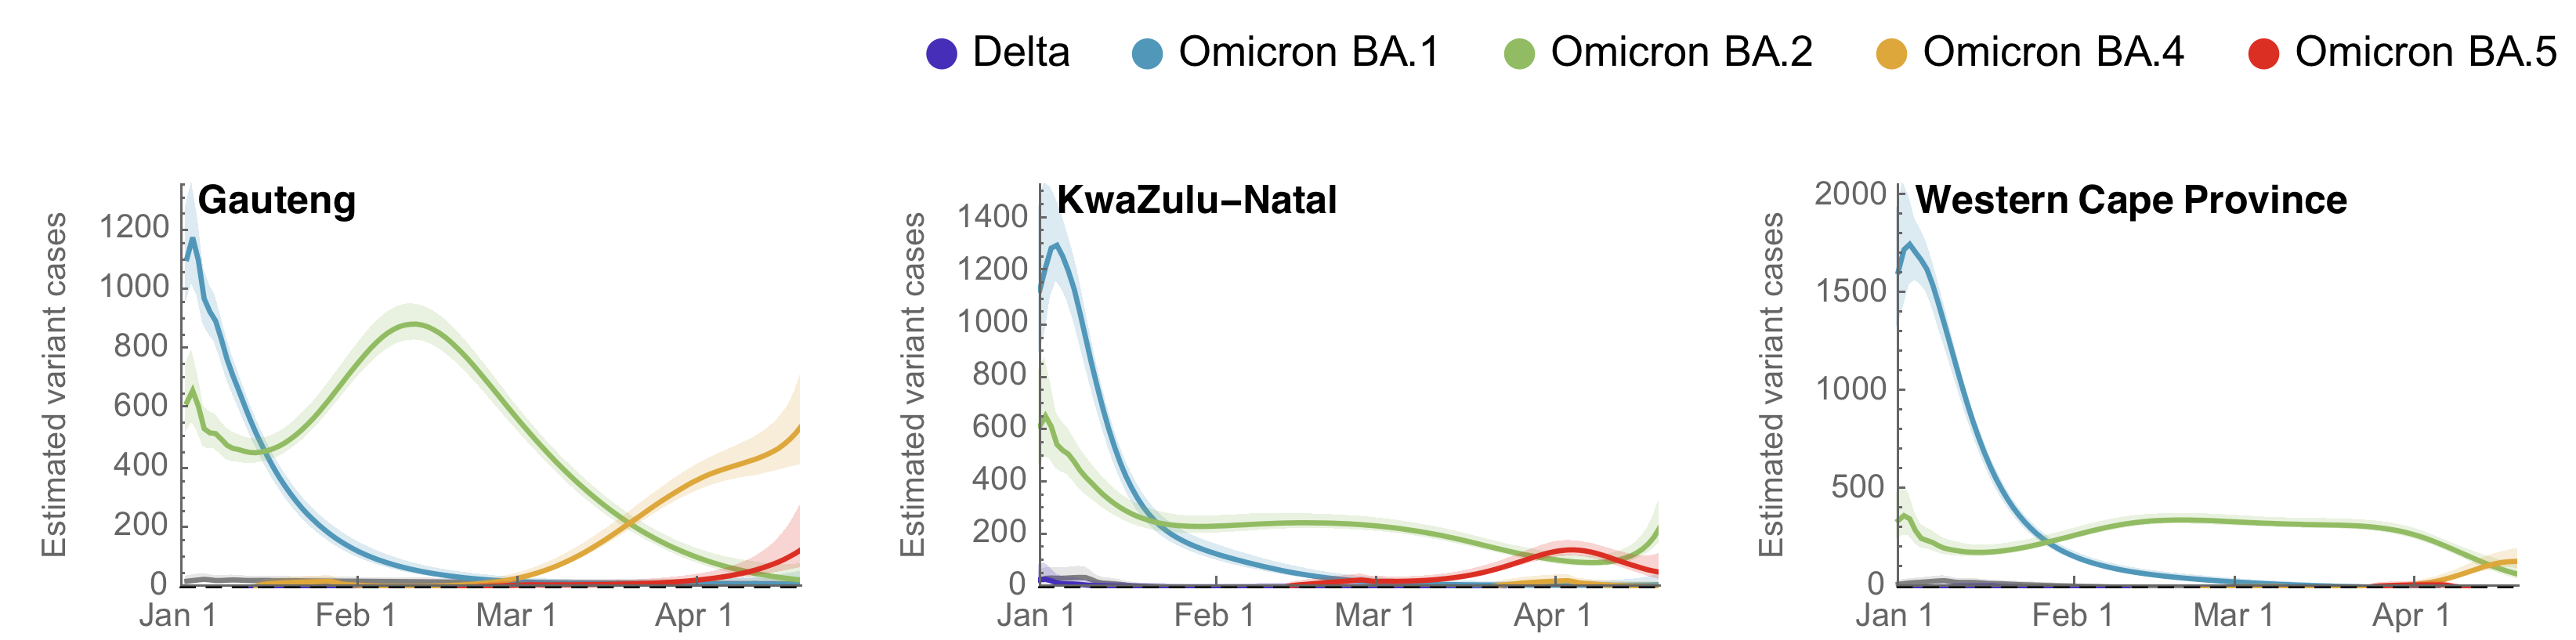 Delta Omicron BA.1 Omicron BA.2 Omicron BA.4 Omicron BA.5
Gauteng
Estimated variant cases
1200
1000
800
600
400
200
0
Jan 1 Feb 1 Mar 1 Apr 1
KwaZulu−Natal
Estimated variant cases
1400
1200
1000
800
600
400
200
0
Jan 1 Feb 1 Mar 1 Apr 1
Western Cape Province
Estimated variant cases
2000
1500
1000
500
0
Jan 1 Feb 1 Mar 1 Apr 1